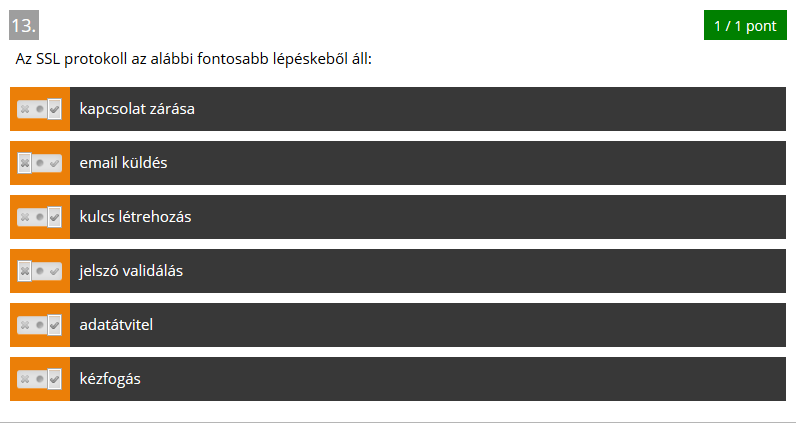 13.
1 / 1 pont
Az SSL protokoll az alábbi fontosabb lépéskeből áll:
kapcsolat zárása
email küldés
kulcs létrehozás
jelszó validálás
adatátvitel
kézfogás